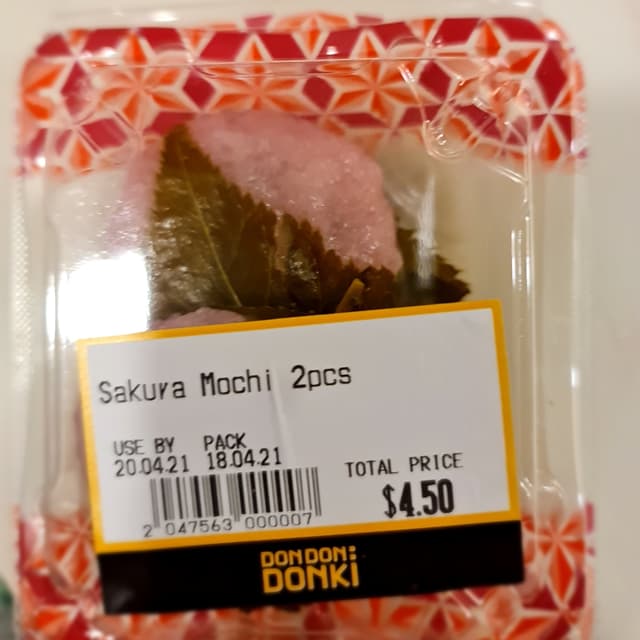 Sakura Mochi 2pcs
USE BY PACK
20.04.21 18.04.21
TOTAL PRICE
$4.50
2 047563 000007
DON DON:
DONKi